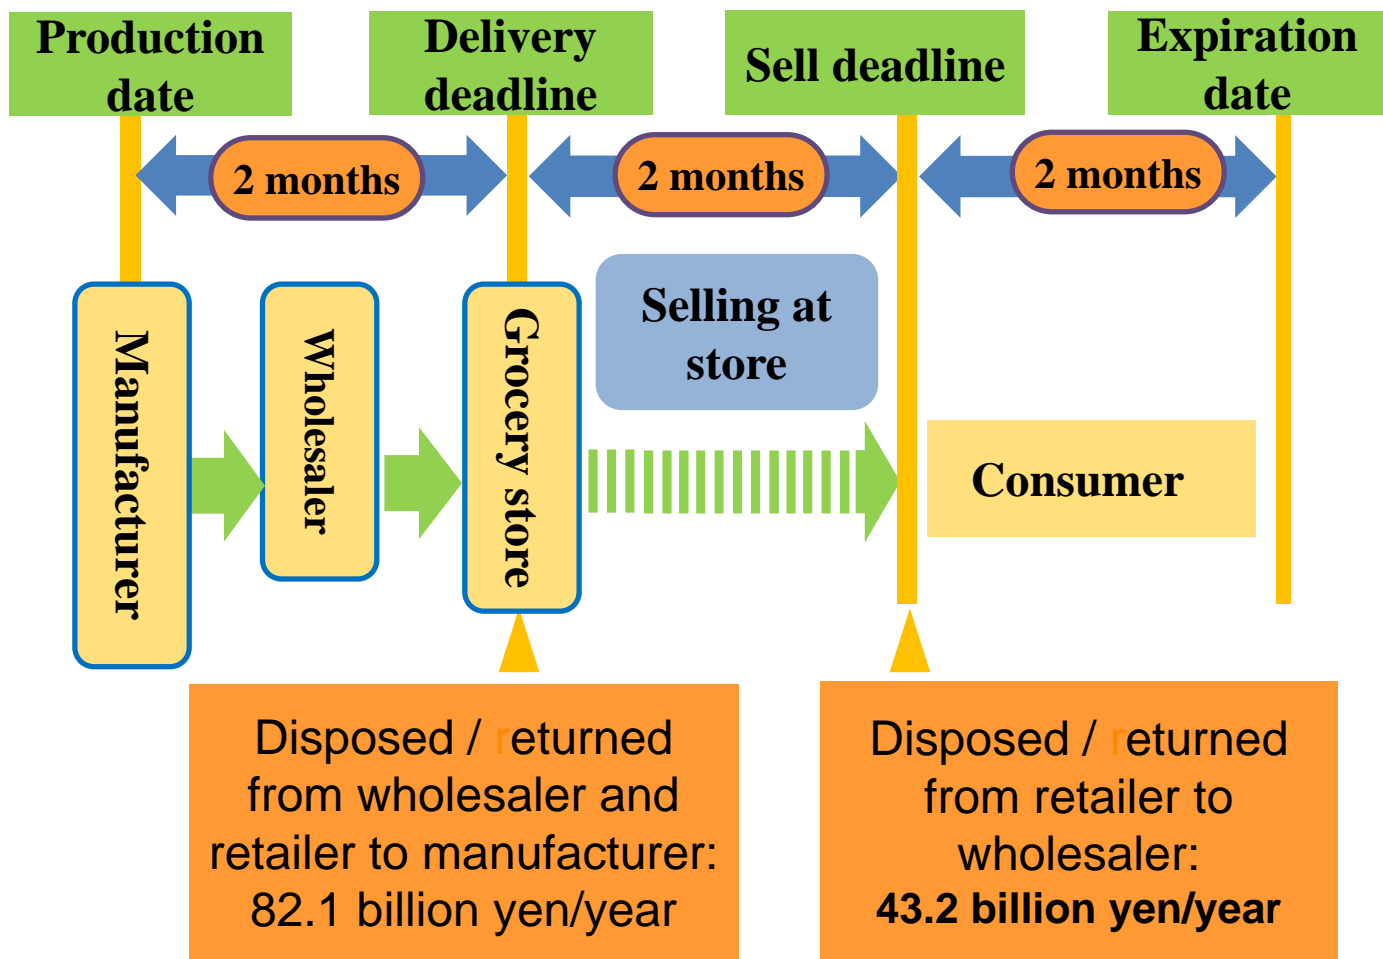 Production
date
Delivery
deadline
Sell deadline
Expiration
date
2 months
2 months
2 months
Manufacturer
Wholesaler
Grocery store
Selling at
store
Consumer
Disposed / returned
from wholesaler and
retailer to manufacturer:
82.1 billion yen/year
Disposed / returned
from retailer to
wholesaler:
43.2 billion yen/year